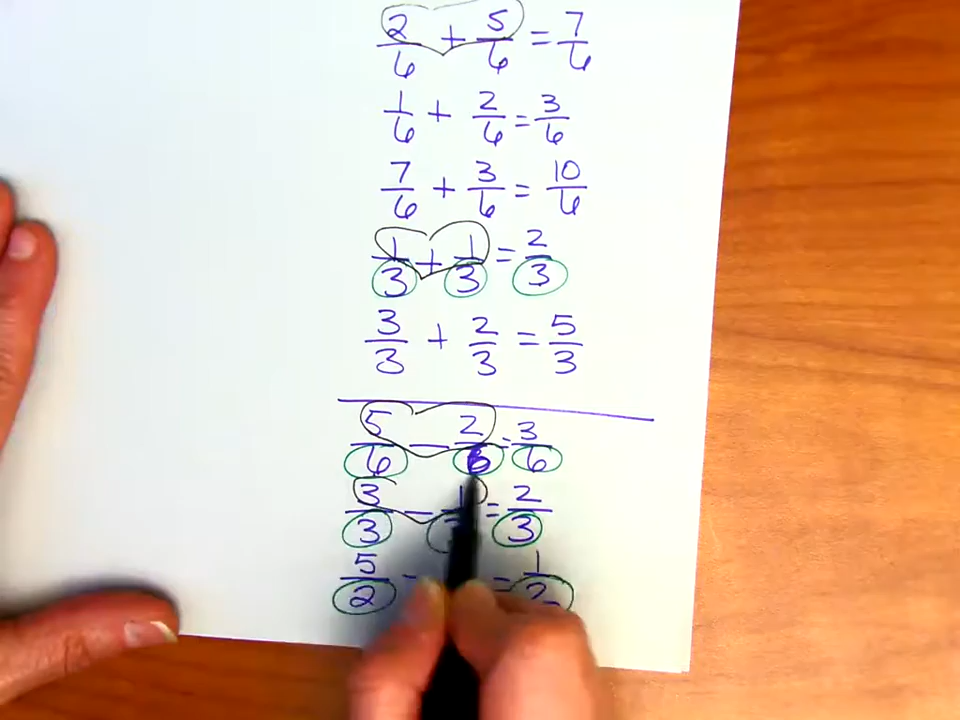 2/6 + 5/6 = 7/6
1/6 + 2/6 = 3/6
7/6 + 3/6 = 10/6
1/3 + 1/3 = 2/3
3/3 + 2/3 = 5/3
5/6 - 2/6 = 3/6
3/3 - 1 = 2/3
5/2 - = 1/2